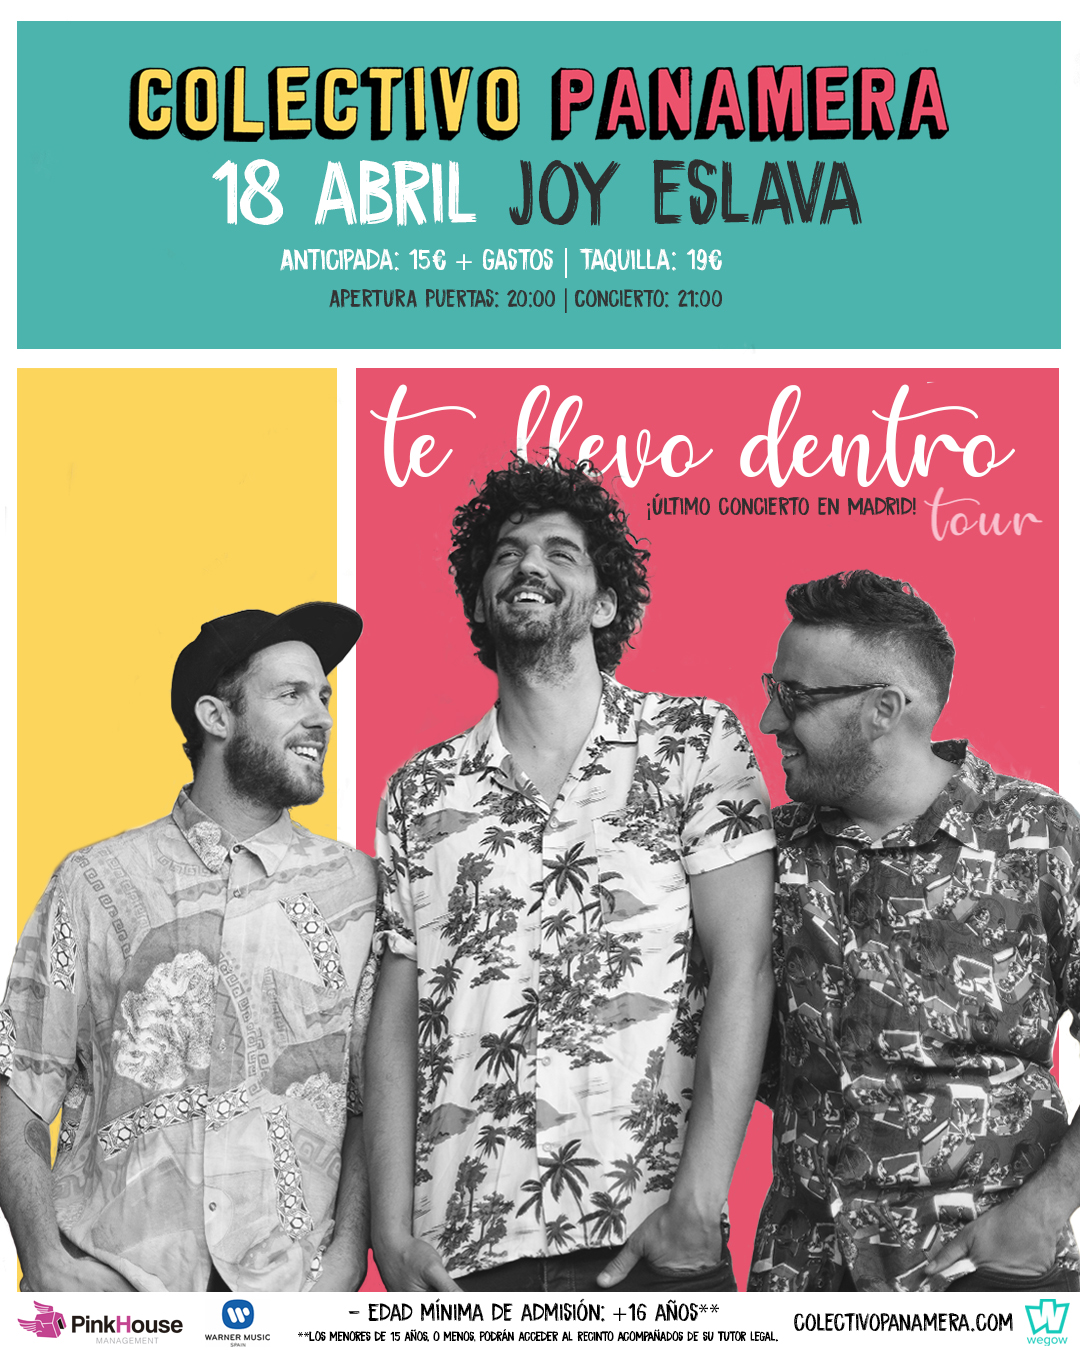 COLECTIVO PANAMERA
18 ABRIL JOY ESLAVA
ANTICIPADA: 15€ + GASTOS | TAQUILLA: 19€
APERTURA PUERTAS: 20:00 | CONCIERTO: 21:00
te llevo dentro
¡ÚLTIMO CONCIERTO EN MADRID! tour
- EDAD MÍNIMA DE ADMISIÓN: +16 AÑOS**
**LOS MENORES DE 15 AÑOS, O MENOS, PODRÁN ACCEDER AL RECINTO ACOMPAÑADOS DE SU TUTOR LEGAL.
PinkHouse
MANAGEMENT
WARNER MUSIC
SPAIN
COLECTIVOPANAMERA.COM
wegow